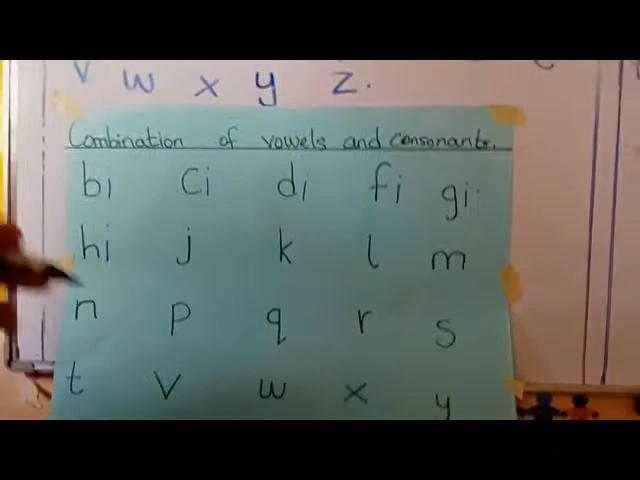 v w x y z.
Combination of vowels and consonants.
bi ci di fi gi
hi j k l m
n p q r s
t v w x y